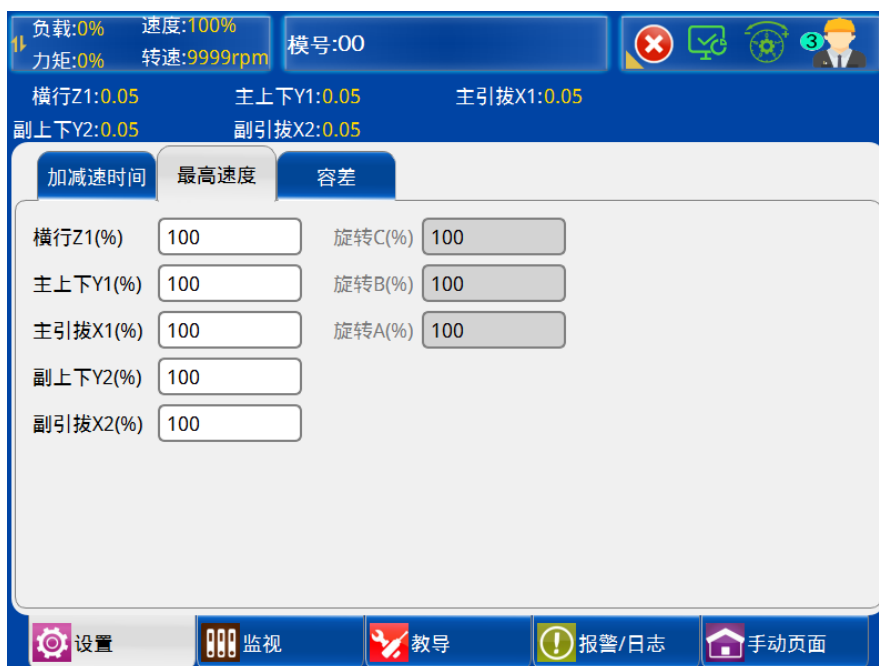 负载:0% 速度:100%
力矩:0% 转速:9999rpm 模号:00 3
横行Z1:0.05 主上下Y1:0.05 主引拔X1:0.05
副上下Y2:0.05 副引拔X2:0.05
加减速时间 最高速度 容差
横行Z1(%) 100 旋转C(%) 100
主上下Y1(%) 100 旋转B(%) 100
主引拔X1(%) 100 旋转A(%) 100
副上下Y2(%) 100
副引拔X2(%) 100
设置 监视 教导 报警/日志 手动页面